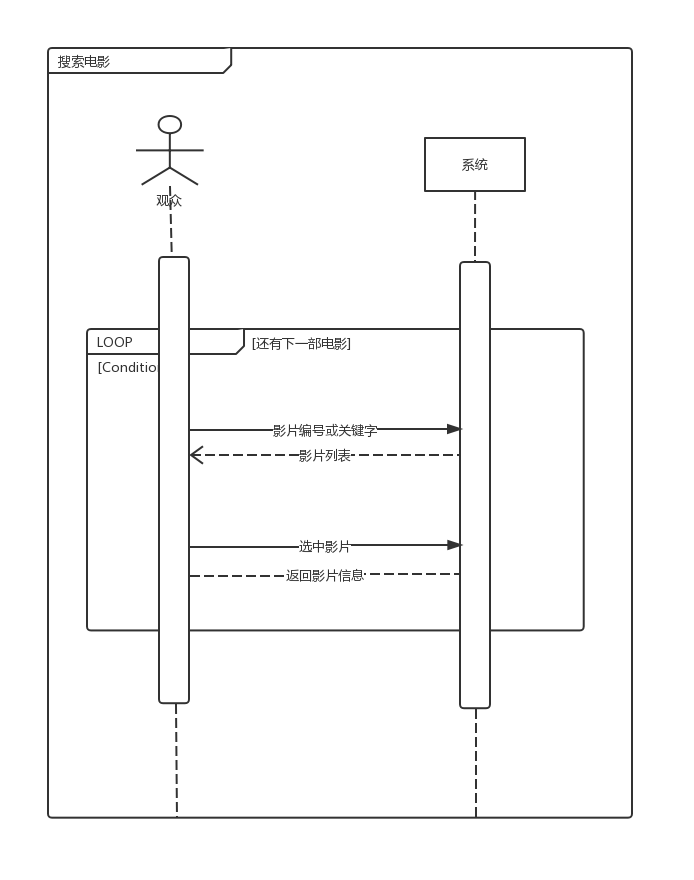 搜索电影
系统
观众
LOOP
[还有下一部电影]
[Conditio
影片编号或关键字
影片列表
选中影片
返回影片信息